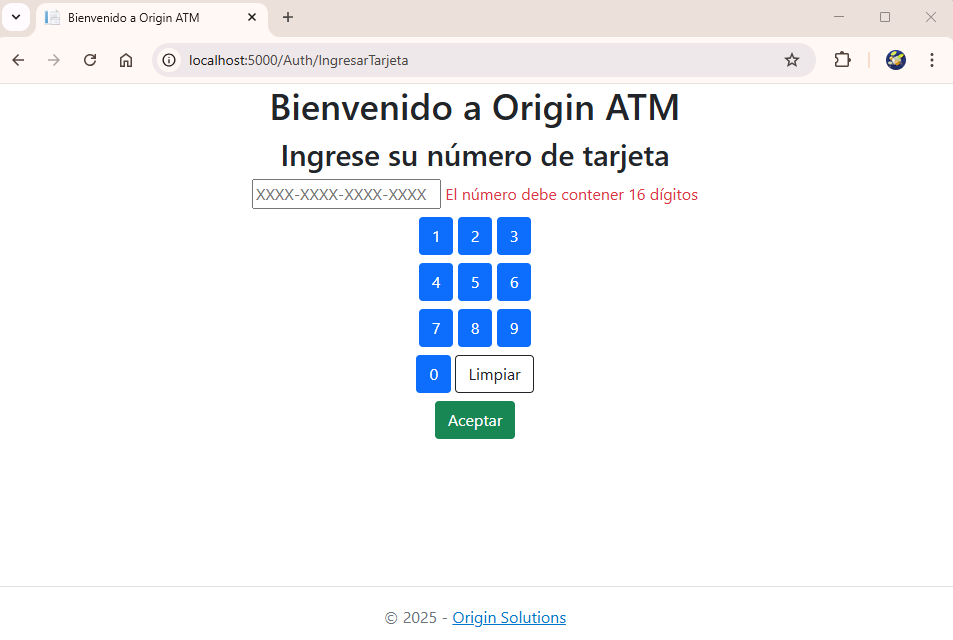 Bienvenido a Origin ATM
localhost:5000/Auth/IngresarTarjeta
Bienvenido a Origin ATM
Ingrese su número de tarjeta
XXXX-XXXX-XXXX-XXXX El número debe contener 16 dígitos
1 2 3
4 5 6
7 8 9
0 Limpiar
Aceptar
© 2025 - Origin Solutions